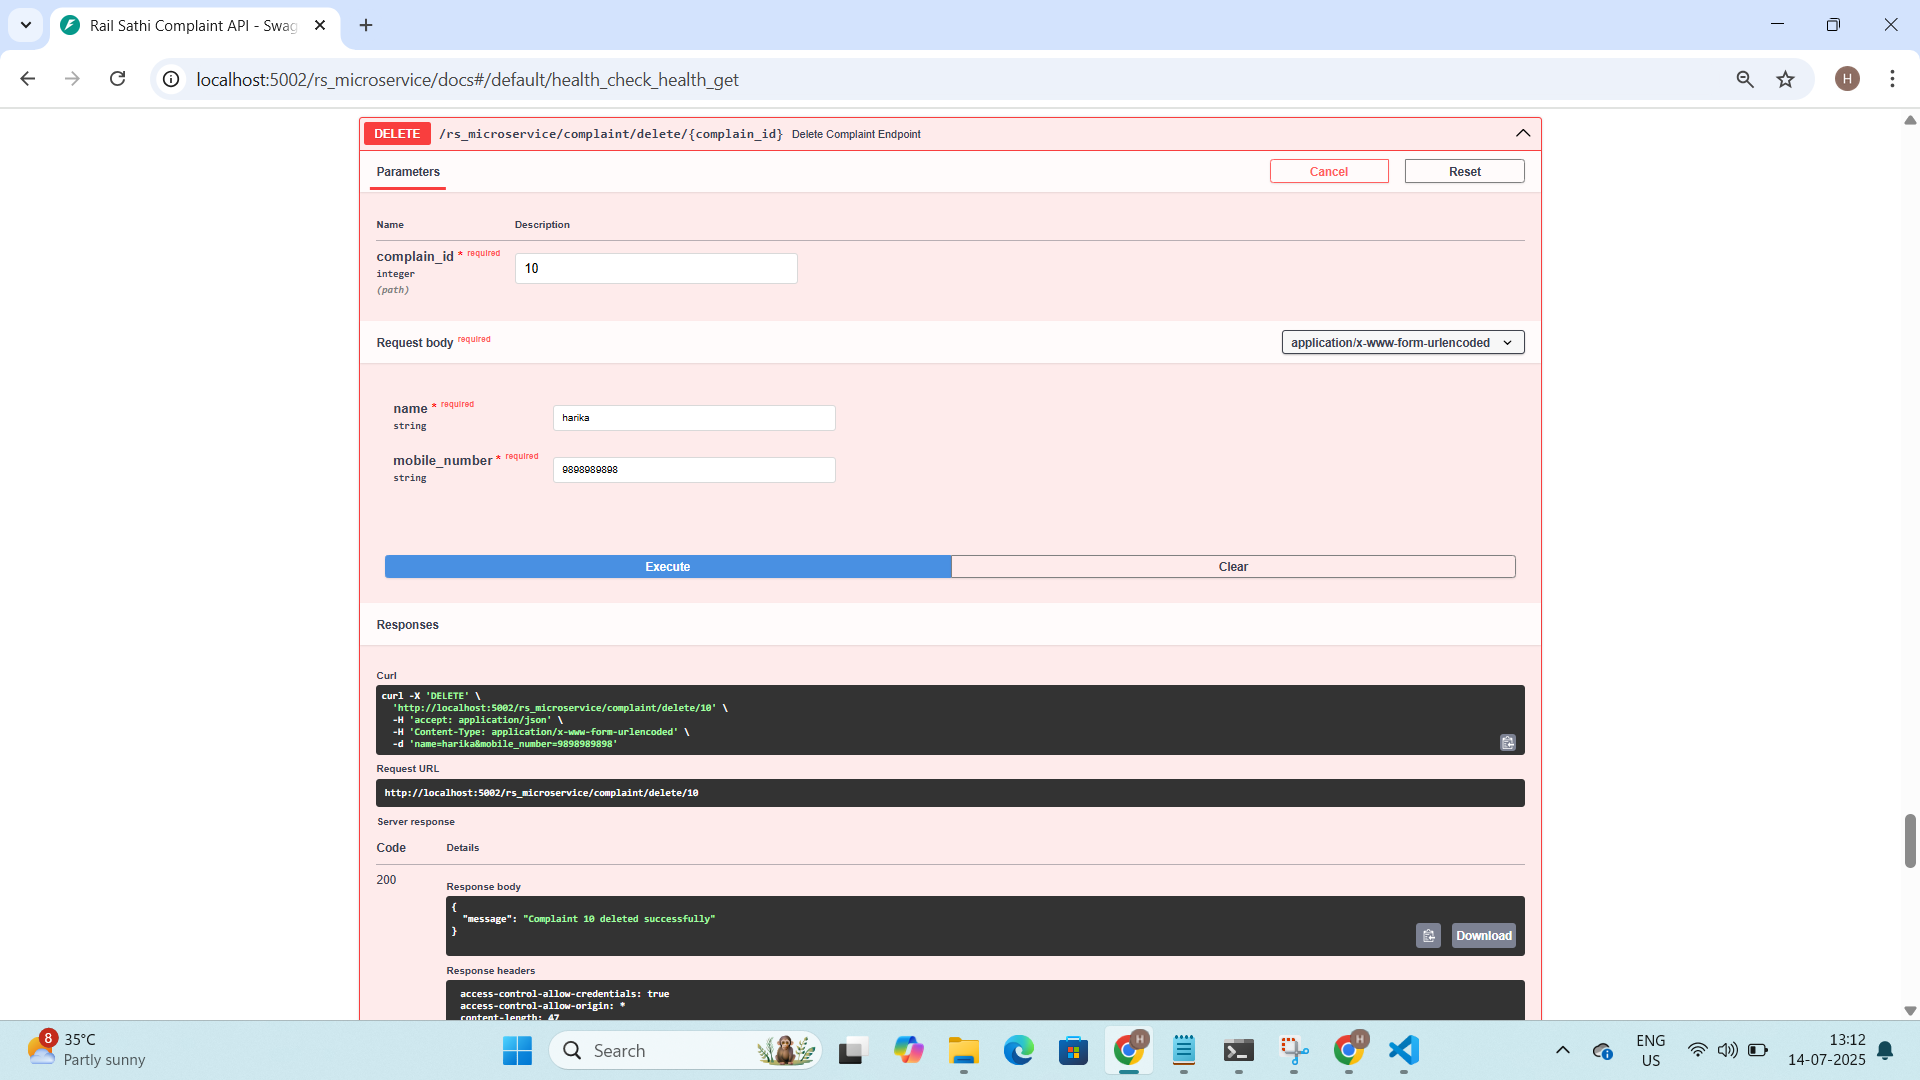 Rail Sathi Complaint API - Swag
localhost:5002/rs_microservice/docs#/default/health_check_health_get
H
DELETE /rs_microservice/complaint/delete/{complain_id} Delete Complaint Endpoint
Parameters
Cancel
Reset
Name Description
complain_id * required
integer
(path)
10
Request body required
application/x-www-form-urlencoded
name * required
string
harika
mobile_number * required
string
9898989898
Execute
Clear
Responses
Curl
curl -X 'DELETE' \
'http://localhost:5002/rs_microservice/complaint/delete/10' \
-H 'accept: application/json' \
-H 'Content-Type: application/x-www-form-urlencoded' \
-d 'name=harika&mobile_number=9898989898'
Request URL
http://localhost:5002/rs_microservice/complaint/delete/10
Server response
Code Details
200
Response body
{
"message": "Complaint 10 deleted successfully"
}
Download
Response headers
access-control-allow-credentials: true
access-control-allow-origin: *
content-length: 47
8
35°C
Partly sunny
Search
H
H
ENG
US
13:12
14-07-2025